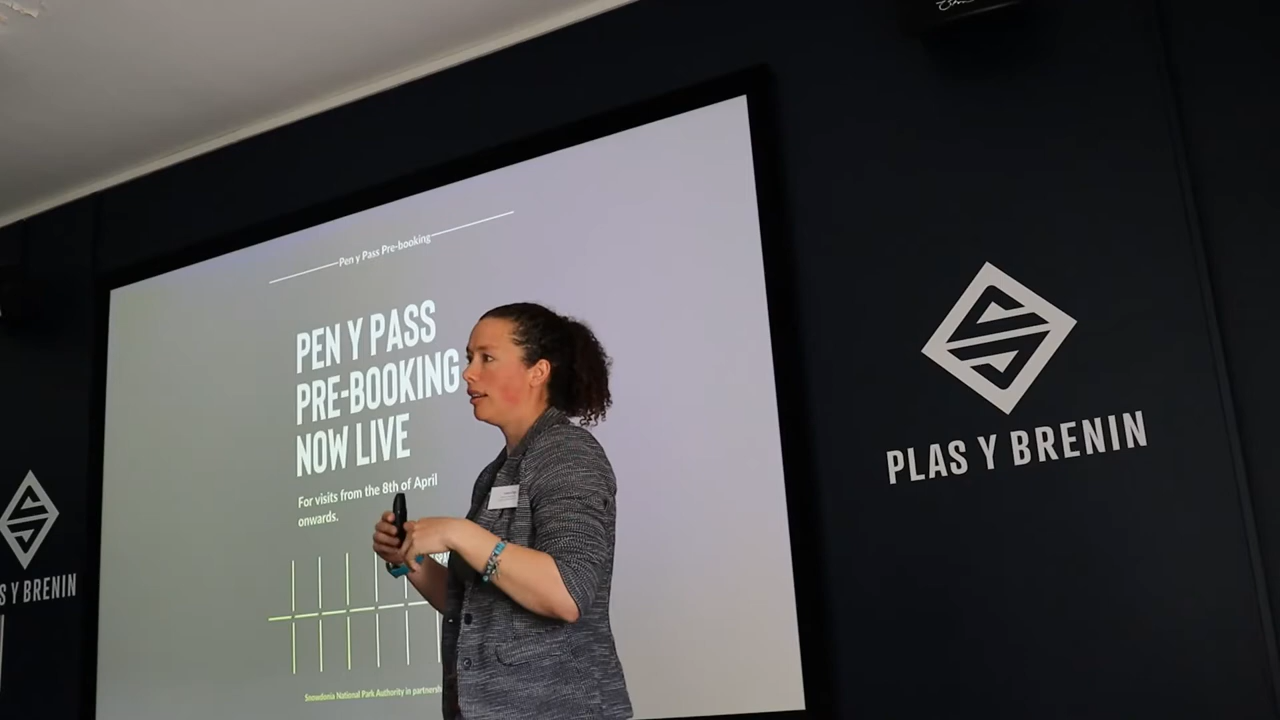 Pen y Pass Pre-booking
PEN Y PASS
PRE-BOOKING
NOW LIVE
For visits from the 8th of April
onwards.
Snowdonia National Park Authority in
PLAS Y BRENIN
S Y BRENIN